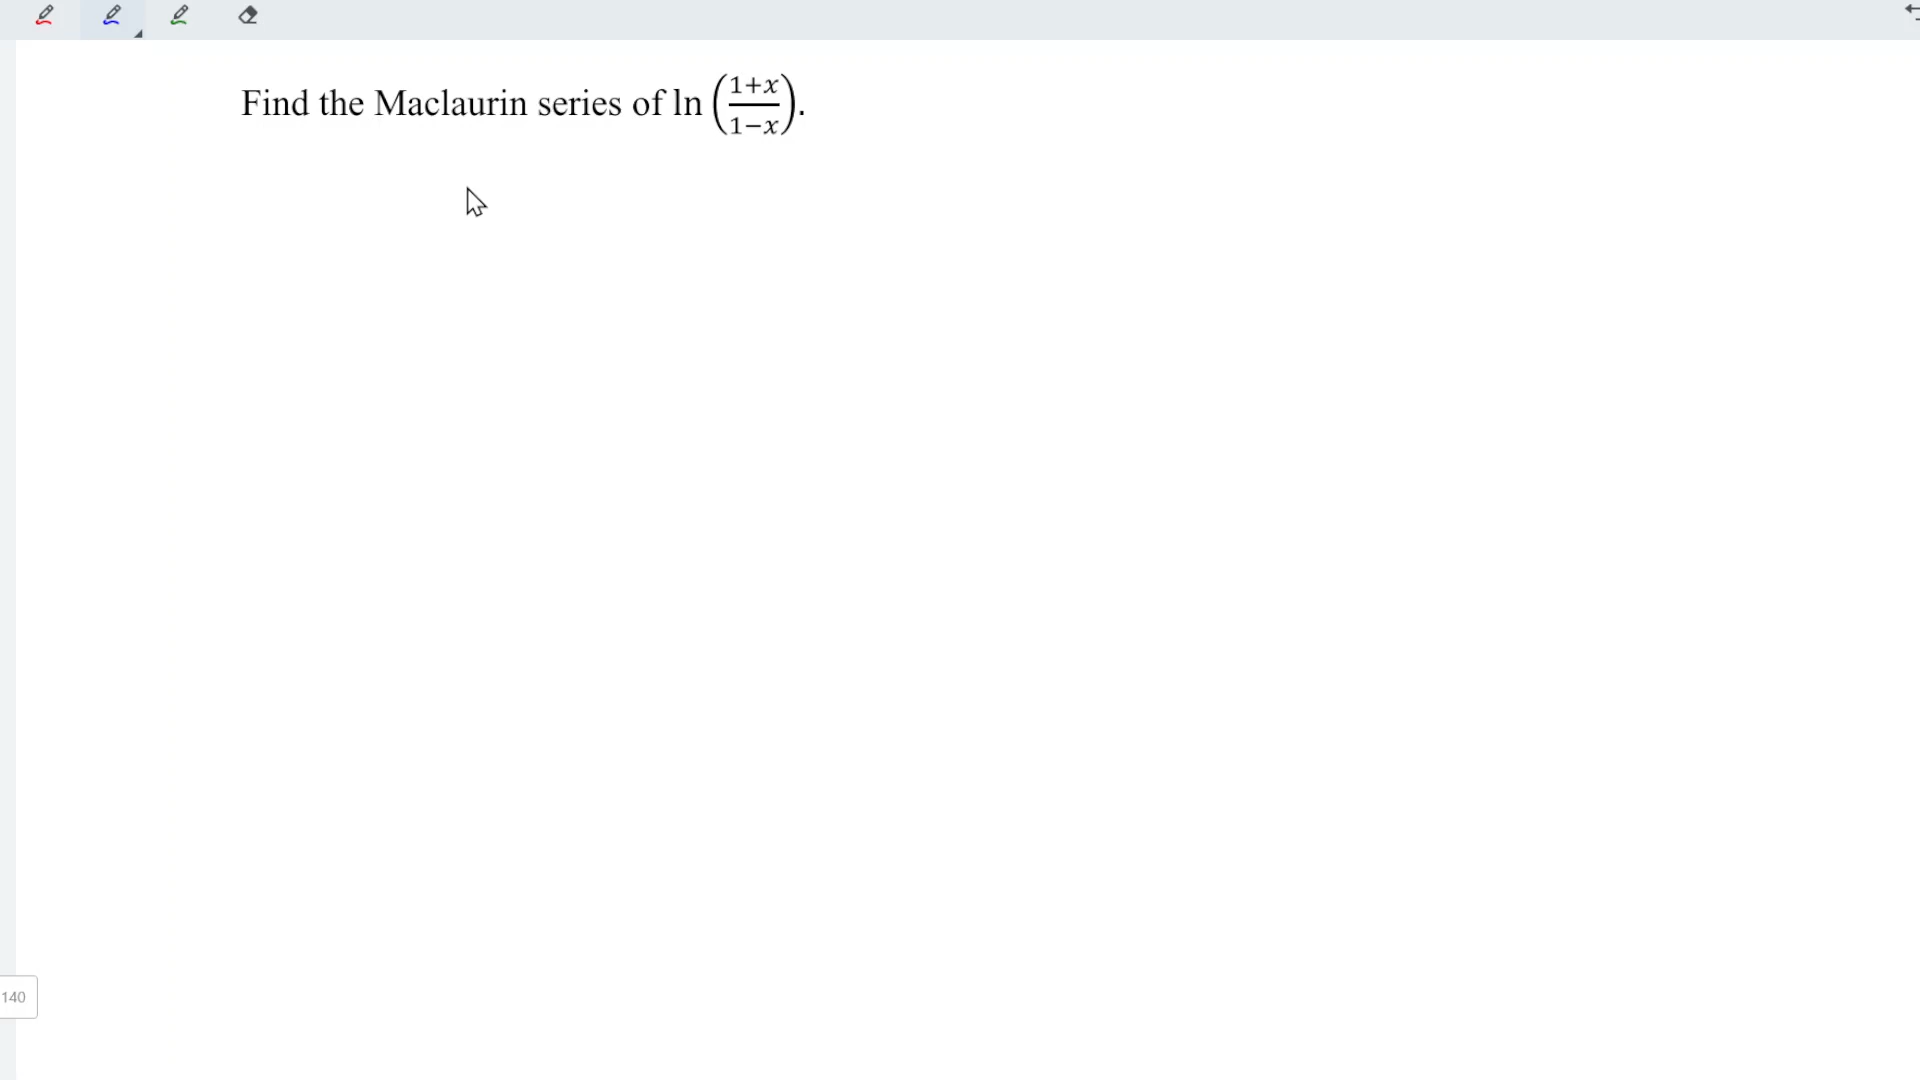 Find the Maclaurin series of ln (1+x / 1−x).
140